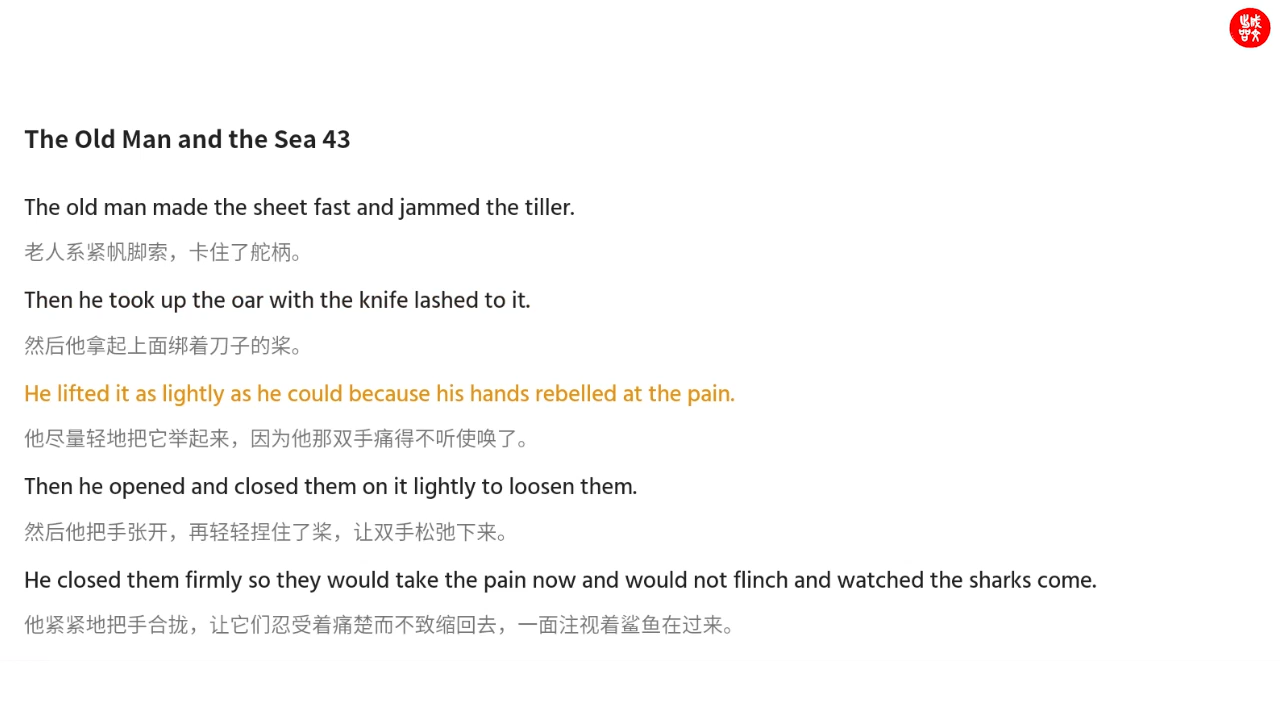 The Old Man and the Sea 43
The old man made the sheet fast and jammed the tiller.
老人系紧帆脚索，卡住了舵柄。
Then he took up the oar with the knife lashed to it.
然后他拿起上面绑着刀子的桨。
He lifted it as lightly as he could because his hands rebelled at the pain.
他尽量轻地把它举起来，因为他那双手痛得不听使唤了。
Then he opened and closed them on it lightly to loosen them.
然后他把手张开，再轻轻捏住了桨，让双手松弛下来。
He closed them firmly so they would take the pain now and would not flinch and watched the sharks come.
他紧紧地把手合拢，让它们忍受着痛楚而不致缩回去，一面注视着鲨鱼在过来。